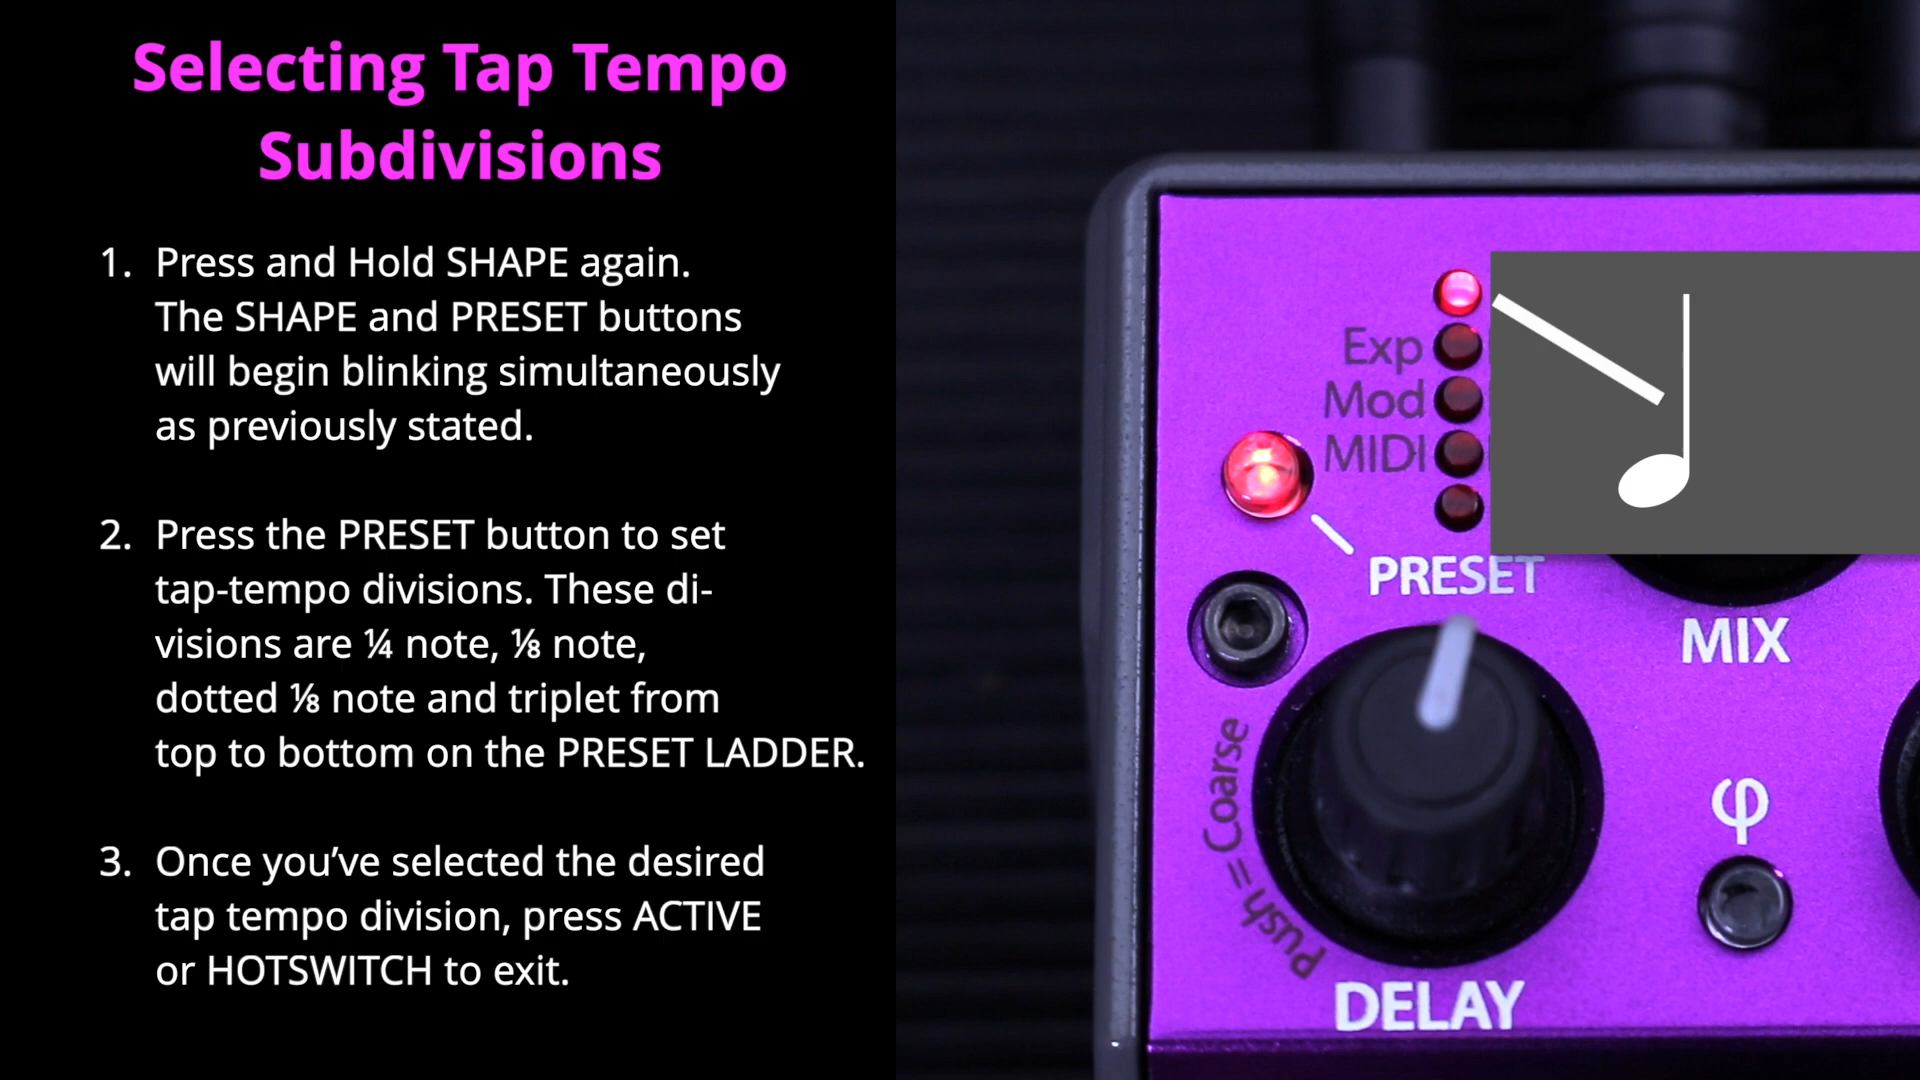 Selecting Tap Tempo
Subdivisions
1. Press and Hold SHAPE again.
The SHAPE and PRESET buttons
will begin blinking simultaneously
as previously stated.
2. Press the PRESET button to set
tap-tempo divisions. These di-
visions are ¼ note, ⅛ note,
dotted ⅛ note and triplet from
top to bottom on the PRESET LADDER.
3. Once you’ve selected the desired
tap tempo division, press ACTIVE
or HOTSWITCH to exit.
Exp
Mod
MIDI
PRESET
MIX
φ
Push = Coarse
DELAY